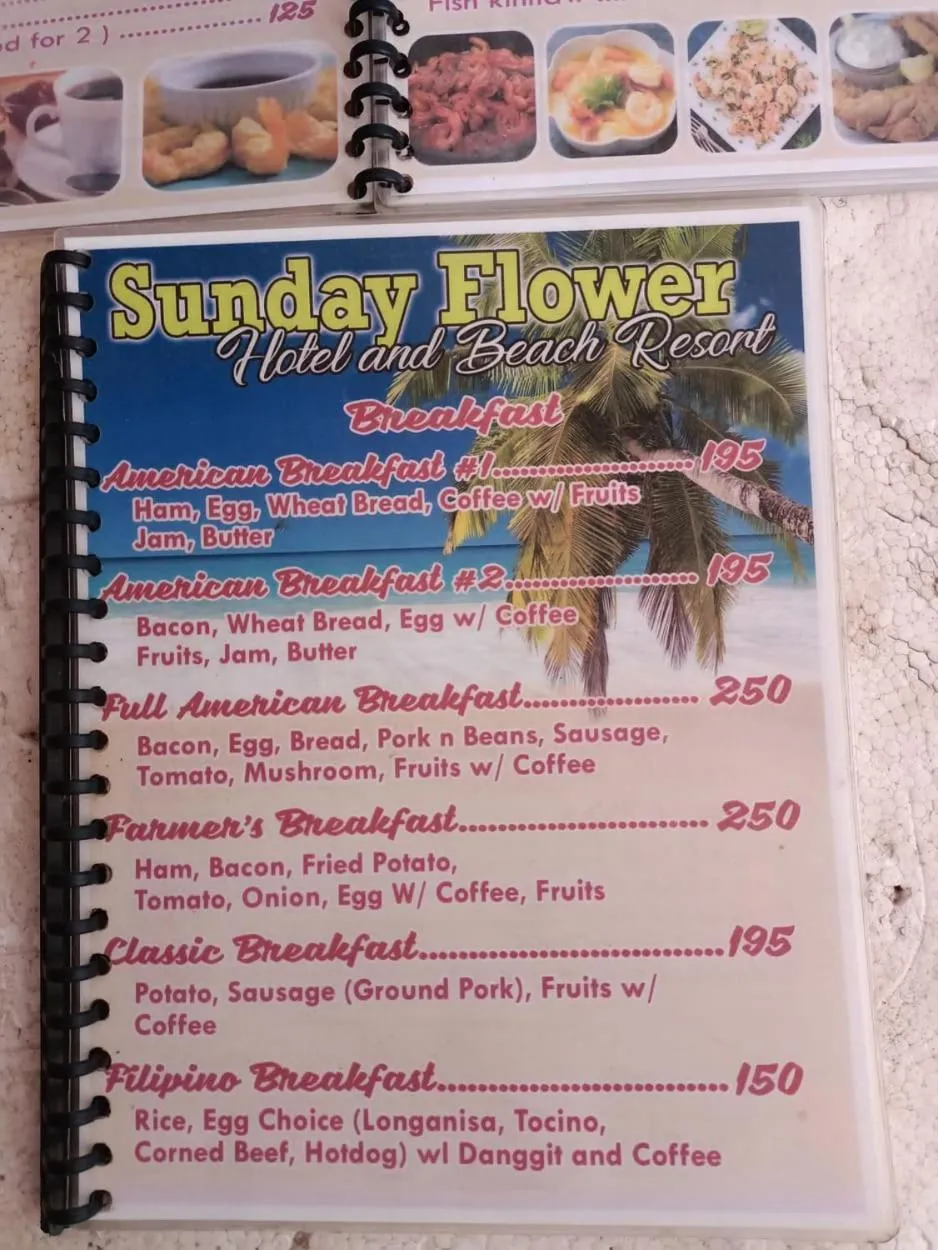 125
d for 2 )
Fish
Sunday Flower
Hotel and Beach Resort
Breakfast
American Breakfast #1........................195
Ham, Egg, Wheat Bread, Coffee w/ Fruits
Jam, Butter
American Breakfast #2........................195
Bacon, Wheat Bread, Egg w/ Coffee
Fruits, Jam, Butter
Full American Breakfast...................... 250
Bacon, Egg, Bread, Pork n Beans, Sausage,
Tomato, Mushroom, Fruits w/ Coffee
Farmer's Breakfast............................. 250
Ham, Bacon, Fried Potato,
Tomato, Onion, Egg W/ Coffee, Fruits
Classic Breakfast...................................195
Potato, Sausage (Ground Pork), Fruits w/
Coffee
Filipino Breakfast.................................150
Rice, Egg Choice (Longanisa, Tocino,
Corned Beef, Hotdog) wl Danggit and Coffee